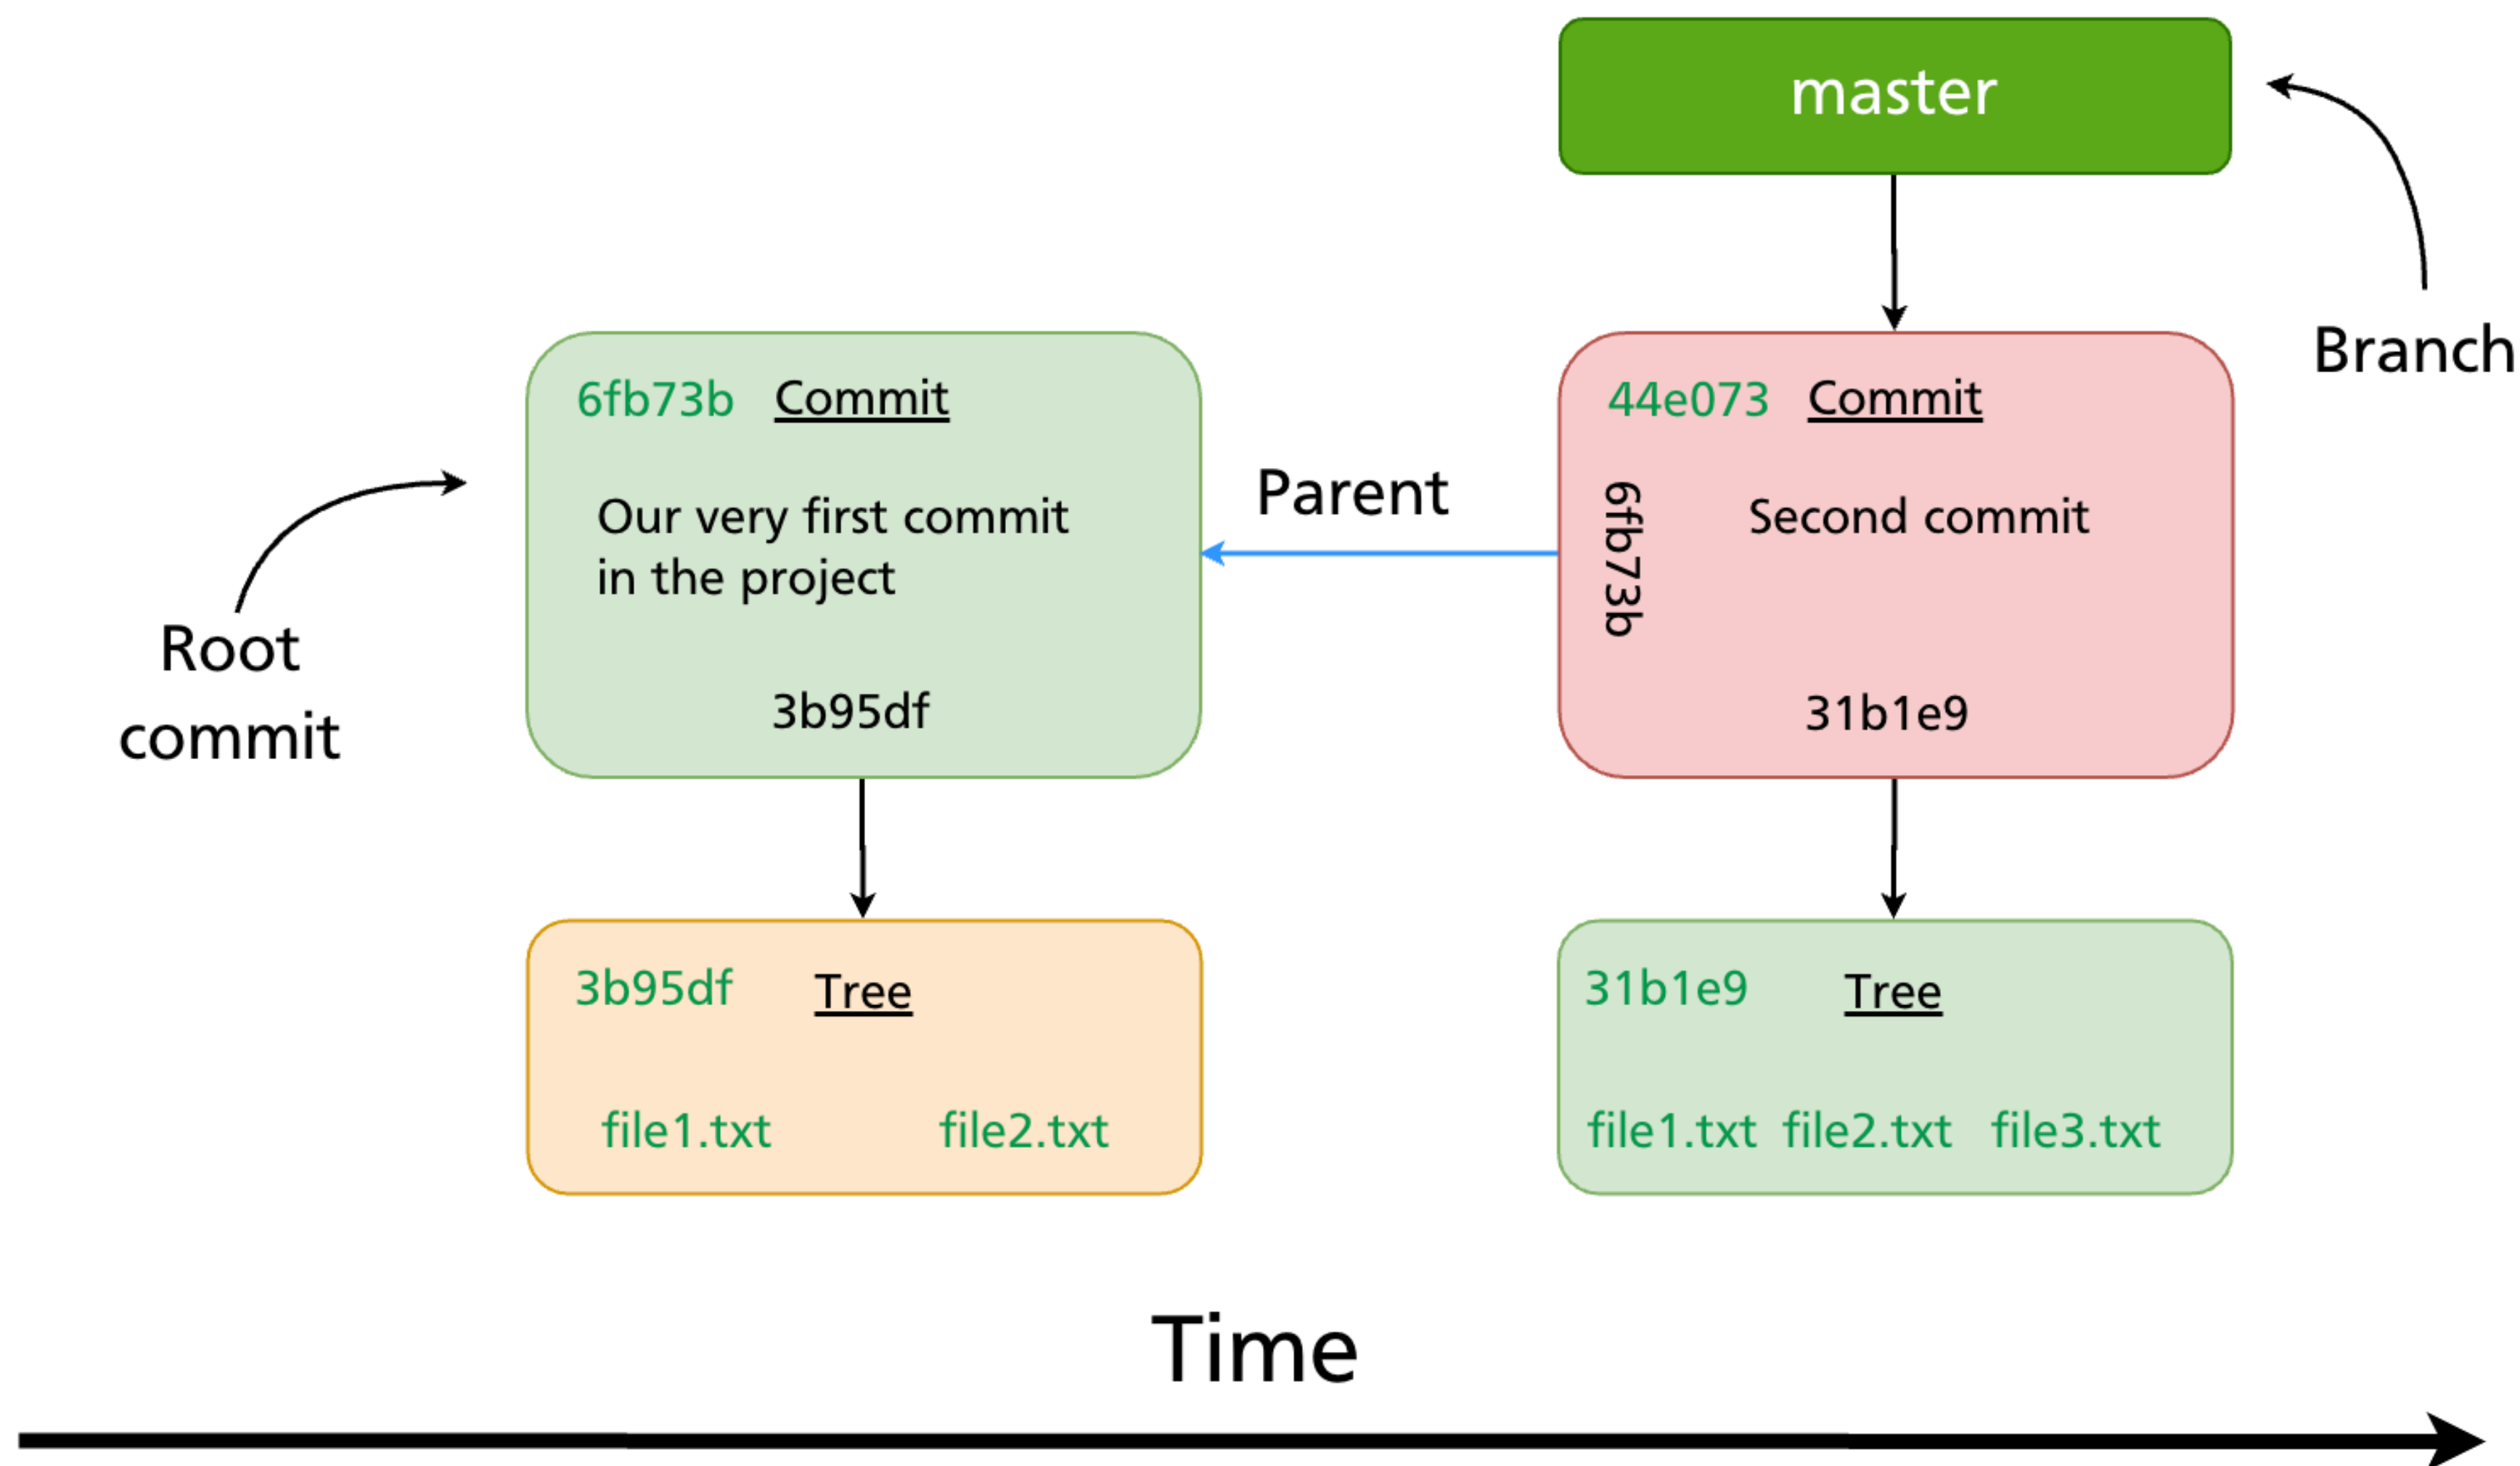 master
Branch
6fb73b Commit
Our very first commit
in the project
3b95df
Root
commit
Parent
44e073 Commit
6fb73b
Second commit
31b1e9
3b95df Tree
file1.txt file2.txt
31b1e9 Tree
file1.txt file2.txt file3.txt
Time